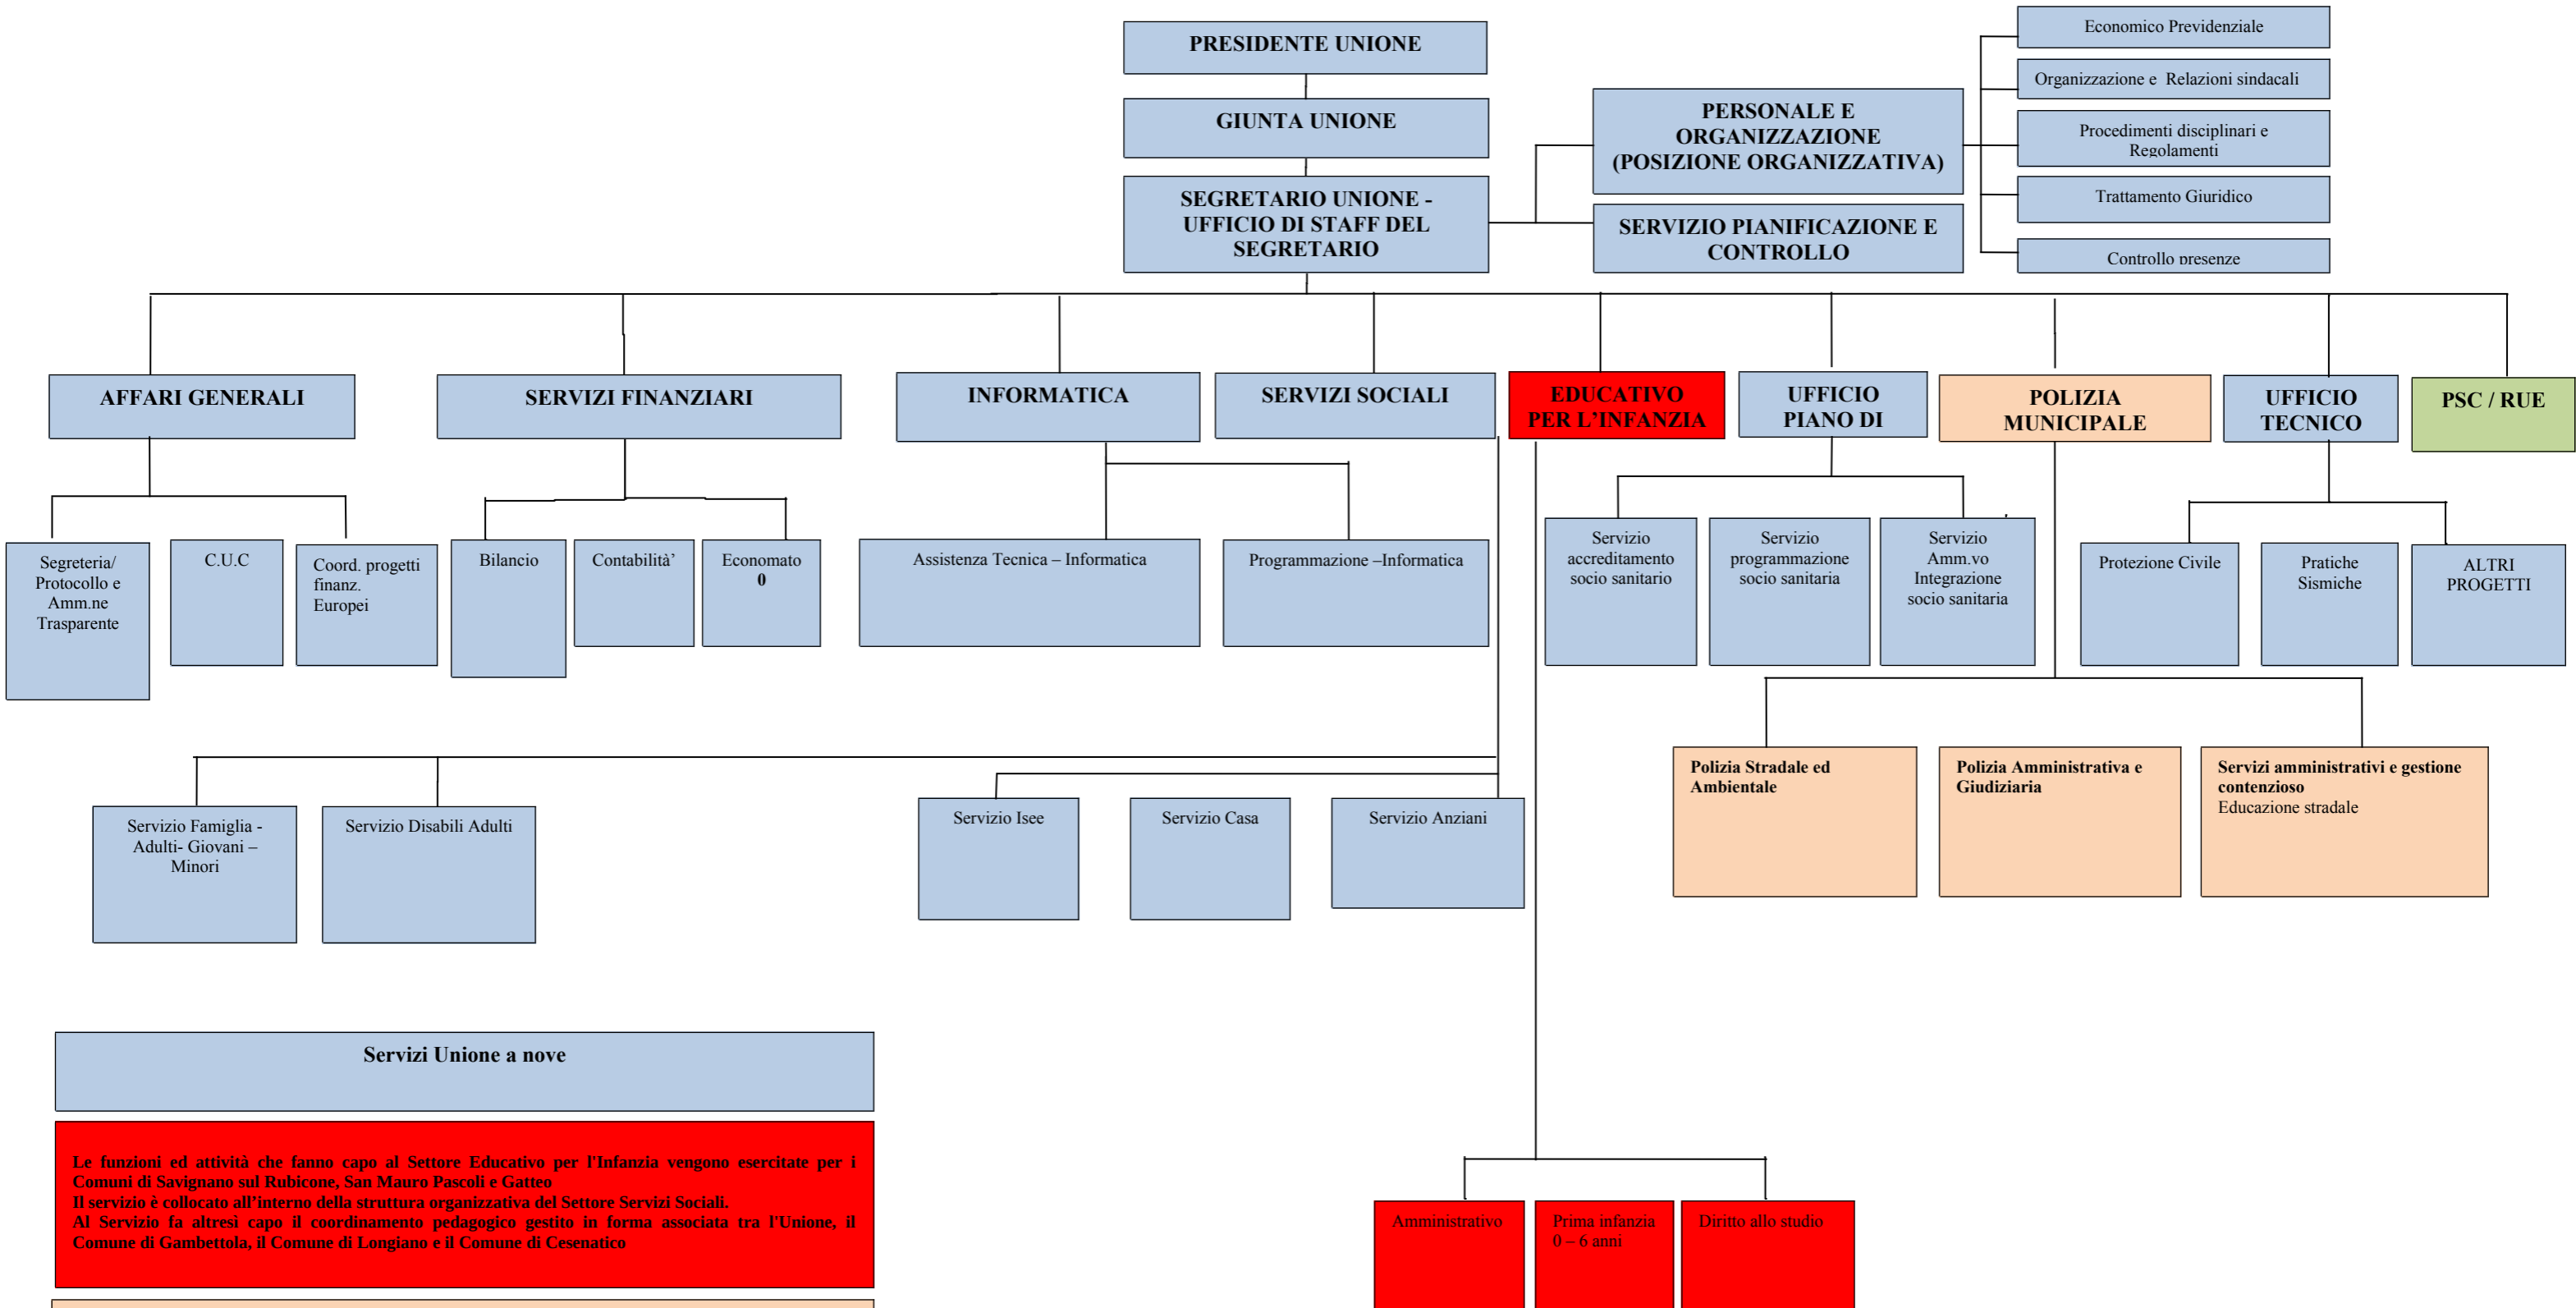 PRESIDENTE UNIONE
GIUNTA UNIONE
SEGRETARIO UNIONE -
UFFICIO DI STAFF DEL
SEGRETARIO
PERSONALE E
ORGANIZZAZIONE
(POSIZIONE ORGANIZZATIVA)
SERVIZIO PIANIFICAZIONE E
CONTROLLO
Economico Previdenziale
Organizzazione e Relazioni sindacali
Procedimenti disciplinari e
Regolamenti
Trattamento Giuridico
Controllo presenze
AFFARI GENERALI
SERVIZI FINANZIARI
INFORMATICA
SERVIZI SOCIALI
EDUCATIVO
PER L'INFANZIA
UFFICIO
PIANO DI
POLIZIA
MUNICIPALE
UFFICIO
TECNICO
PSC / RUE
Segreteria/
Protocollo e
Amm.ne
Trasparente
C.U.C
Coord. progetti
finanz.
Europei
Bilancio
Contabilità’
Economato
0
Assistenza Tecnica – Informatica
Programmazione –Informatica
Servizio
accreditamento
socio sanitario
Servizio
programmazione
socio sanitaria
Servizio
Amm.vo
Integrazione
socio sanitaria
Protezione Civile
Pratiche
Sismiche
ALTRI
PROGETTI
Polizia Stradale ed
Ambientale
Polizia Amministrativa e
Giudiziaria
Servizi amministrativi e gestione
contenzioso
Educazione stradale
Servizio Famiglia -
Adulti- Giovani –
Minori
Servizio Disabili Adulti
Servizio Isee
Servizio Casa
Servizio Anziani
Servizi Unione a nove
Le funzioni ed attività che fanno capo al Settore Educativo per l'Infanzia vengono esercitate per i
Comuni di Savignano sul Rubicone, San Mauro Pascoli e Gatteo
Il servizio è collocato all’interno della struttura organizzativa del Settore Servizi Sociali.
Al Servizio fa altresì capo il coordinamento pedagogico gestito in forma associata tra l'Unione, il
Comune di Gambettola, il Comune di Longiano e il Comune di Cesenatico
Amministrativo
Prima infanzia
0 – 6 anni
Diritto allo studio